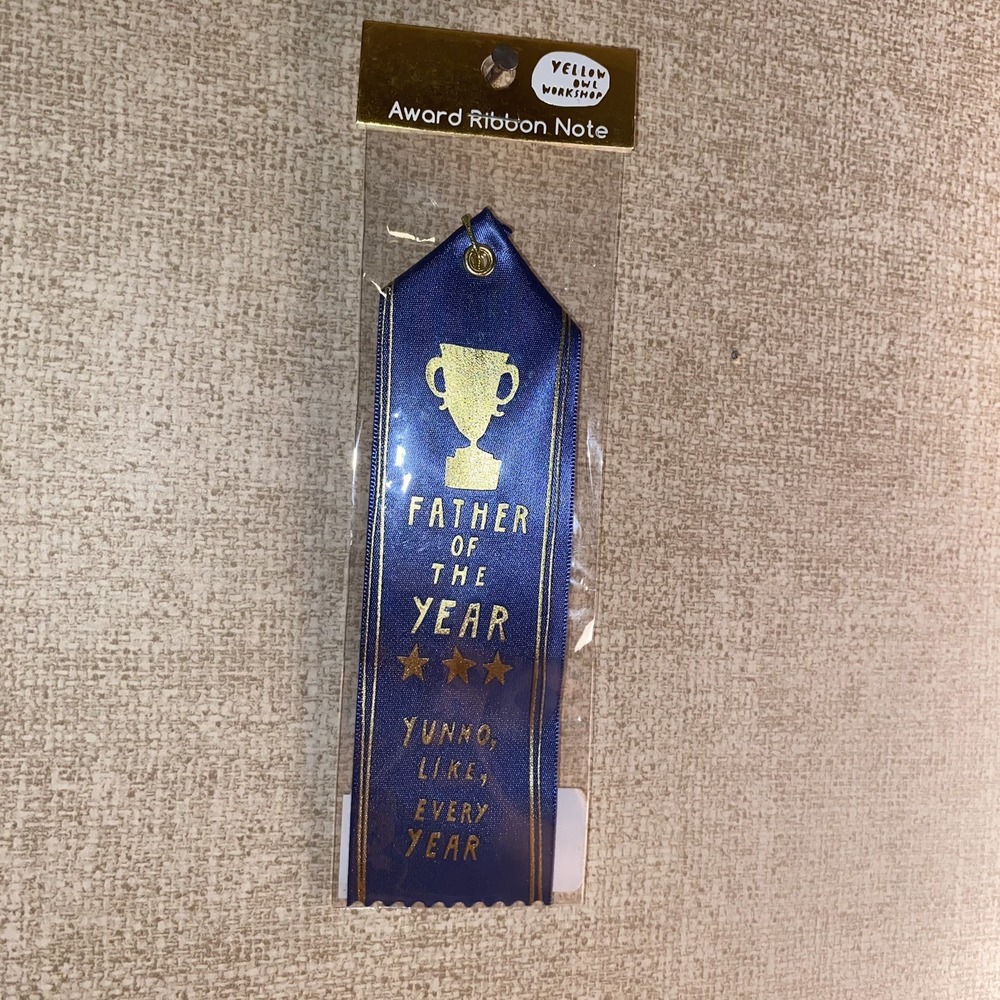 YELLOW
OWL
WORKSHOP
Award Ribbon Note
FATHER
OF
THE
YEAR
YUNNO,
LIKE,
EVERY
YEAR